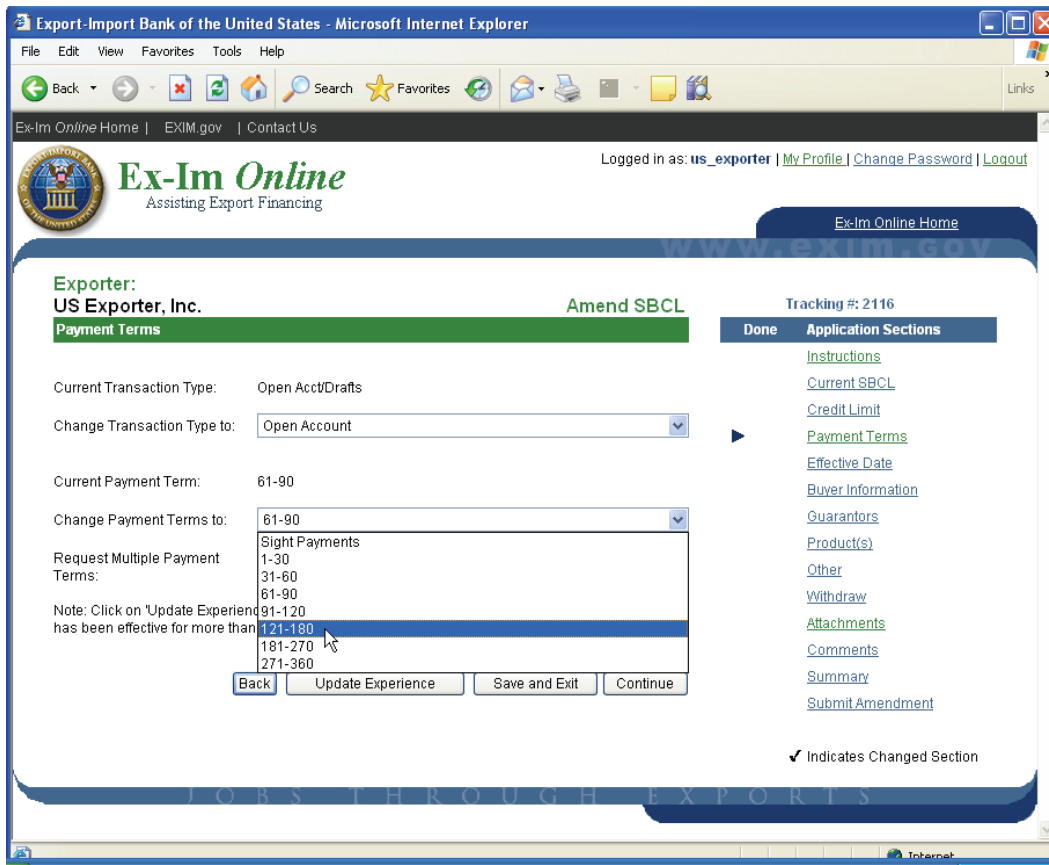 Export-Import Bank of the United States - Microsoft Internet Explorer
File Edit View Favorites Tools Help
Back Search Favorites Links
Ex-Im Online Home | EXIM.gov | Contact Us
Logged in as: us_exporter | My Profile | Change Password | Logout
Ex-Im Online
Assisting Export Financing
Ex-Im Online Home
www.exim.gov
Exporter:
US Exporter, Inc. Amend SBCL
Payment Terms
Current Transaction Type: Open Acct/Drafts
Change Transaction Type to: Open Account
Current Payment Term: 61-90
Change Payment Terms to: 61-90
Sight Payments
1-30
31-60
61-90
91-120
121-180
181-270
271-360
Request Multiple Payment
Terms:
Note: Click on 'Update Experienc
has been effective for more than
Back Update Experience Save and Exit Continue
Tracking #: 2116
Done Application Sections
Instructions
Current SBCL
Credit Limit
Payment Terms
Effective Date
Buyer Information
Guarantors
Product(s)
Other
Withdraw
Attachments
Comments
Summary
Submit Amendment
✓ Indicates Changed Section
JOBS THROUGH EXPORTS
Internet